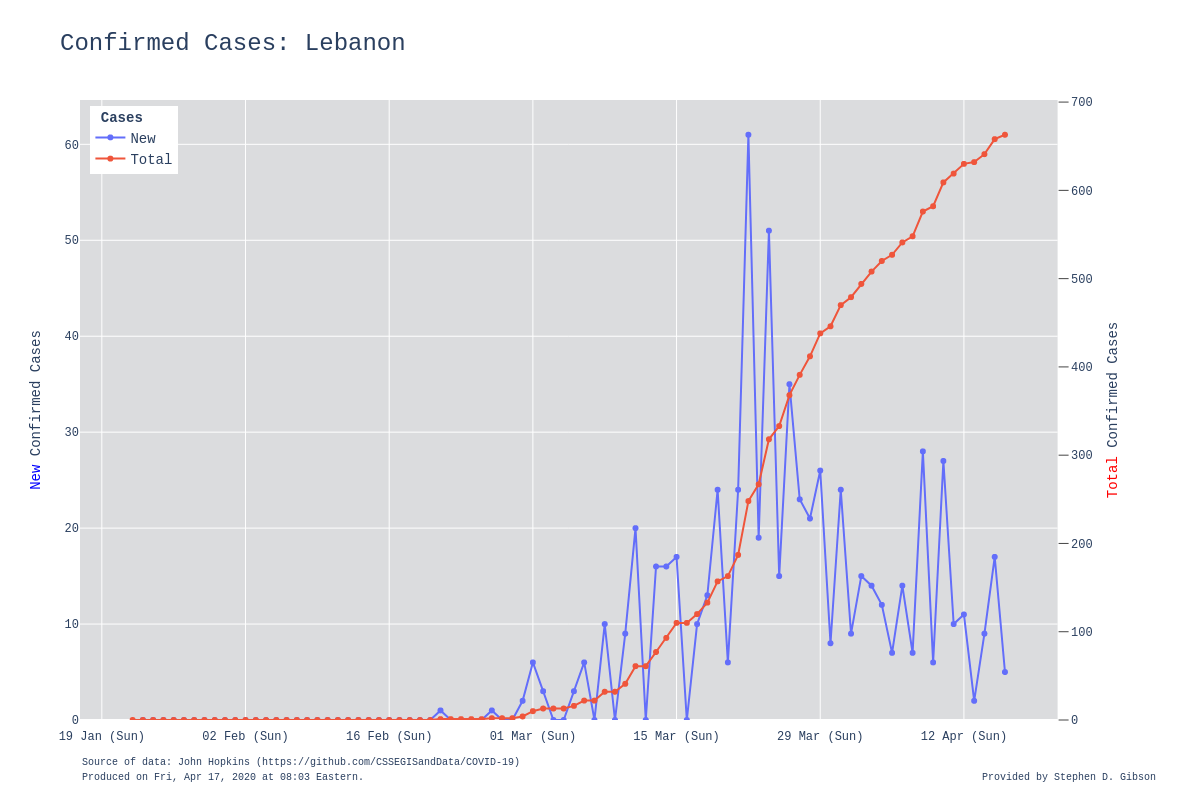 Confirmed Cases: Lebanon
Cases
New
Total
60
50
40
30
20
10
0
New Confirmed Cases
700
600
500
400
300
200
100
0
Total Confirmed Cases
19 Jan (Sun) 02 Feb (Sun) 16 Feb (Sun) 01 Mar (Sun) 15 Mar (Sun) 29 Mar (Sun) 12 Apr (Sun)
Source of data: John Hopkins (https://github.com/CSSEGISandData/COVID-19)
Produced on Fri, Apr 17, 2020 at 08:03 Eastern.
Provided by Stephen D. Gibson